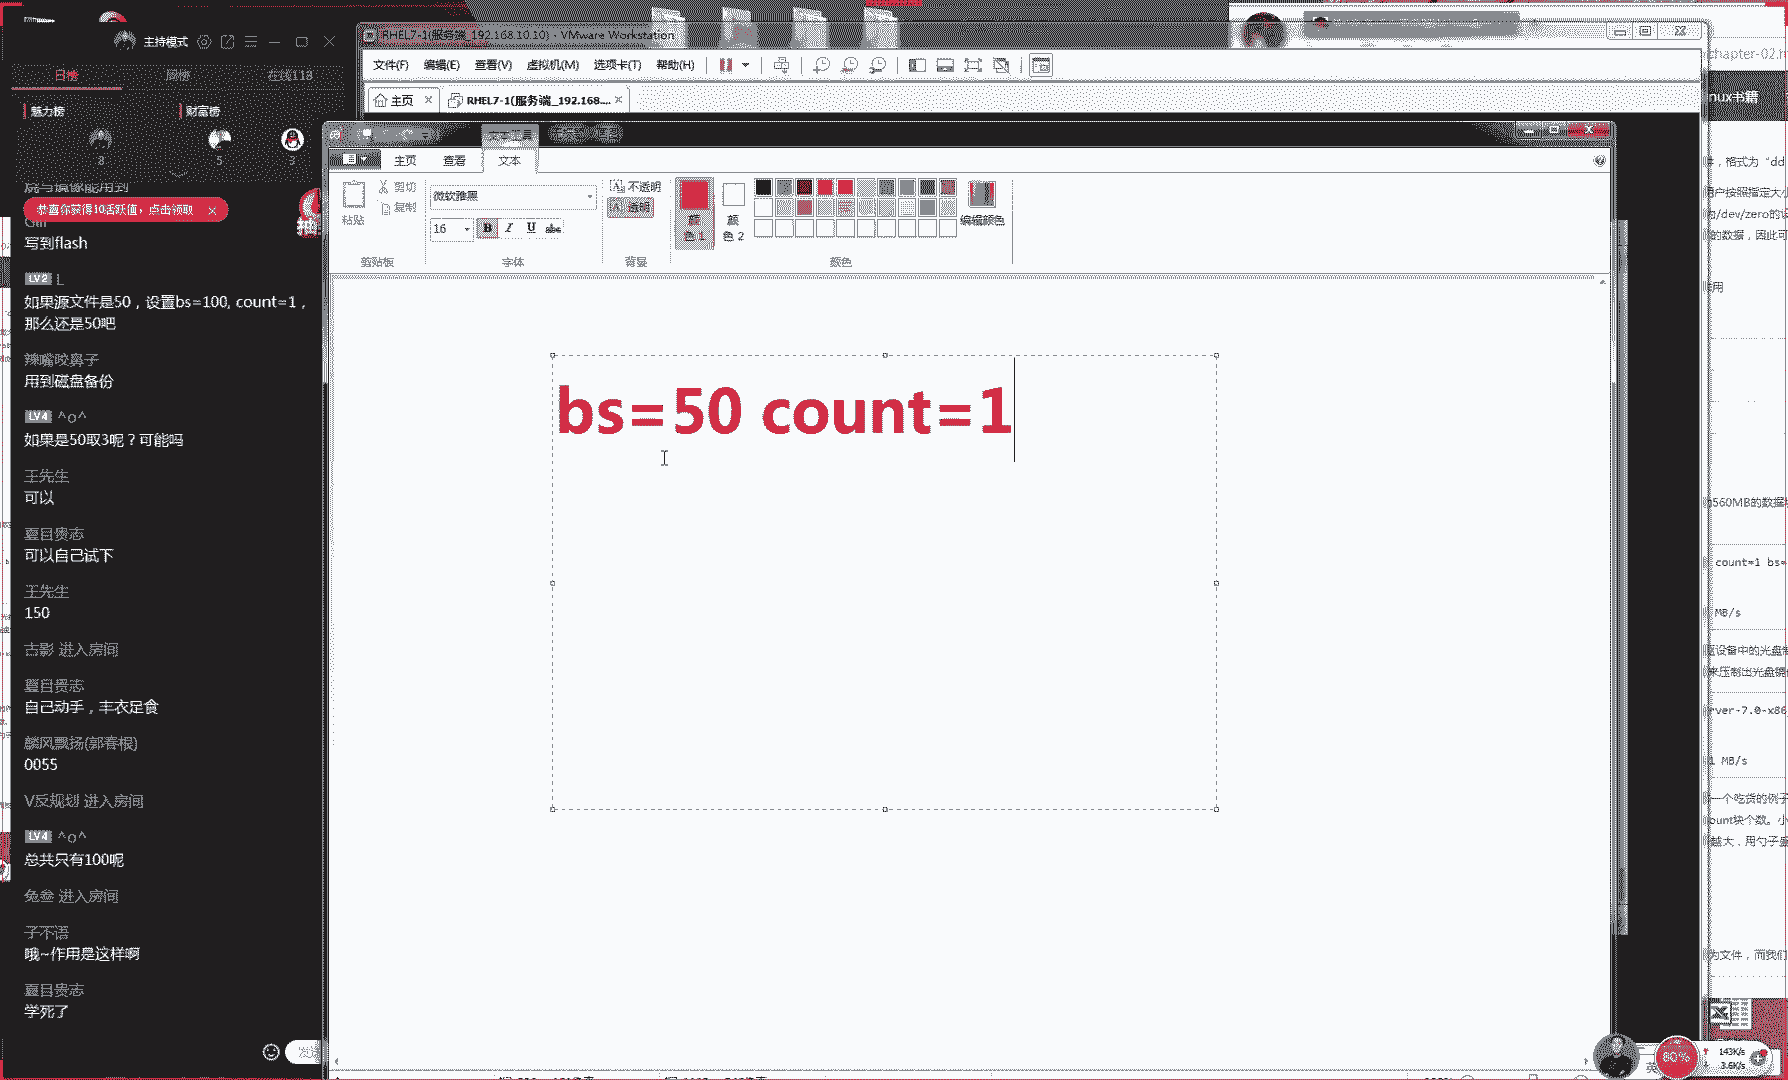 主持模式
日榜
周榜
在线118
魅力榜
财富榜
8
5
3
恭喜你获得10活跃值，点击领取
写到flash
LV2 L
如果源文件是50，设置bs=100, count=1，
那么还是50吧
辣嘴咬鼻子
用到磁盘备份
LV4 ^o^
如果是50取3呢？可能吗
王先生
可以
夏目贵志
可以自己试下
王先生
150
古影 进入房间
夏目贵志
自己动手，丰衣足食
麟风飘扬(郭春根)
0055
V反规划 进入房间
LV4 ^o^
总共只有100呢
兔叁 进入房间
子不语
哦~作用是这样啊
夏目贵志
学死了
RHEL7-1(服务端_192.168.10.10) - VMware Workstation
文件(F) 编辑(E) 查看(V) 虚拟机(M) 选项卡(T) 帮助(H)
主页
RHEL7-1(服务端_192.168....
主页 查看 文本
粘贴
剪切
复制
剪贴板
微软雅黑
16
B I U abc
字体
不透明
透明
背景
颜
色 1
颜
色 2
编辑颜色
颜色
bs=50 count=1
chapter-02.h
nux书籍
，格式为“dd
用户按照指定大小
为/dev/zero的设
的数据，因此可
560MB的数据块
count=1 bs=
MB/s
设备中的光盘制
来压制出光盘镜像
rver-7.0-x86
1 MB/s
一个吃货的例子
ount块个数。小
越大，用勺子盛
为文件，而我们
80%
143K/s
3.6K/s